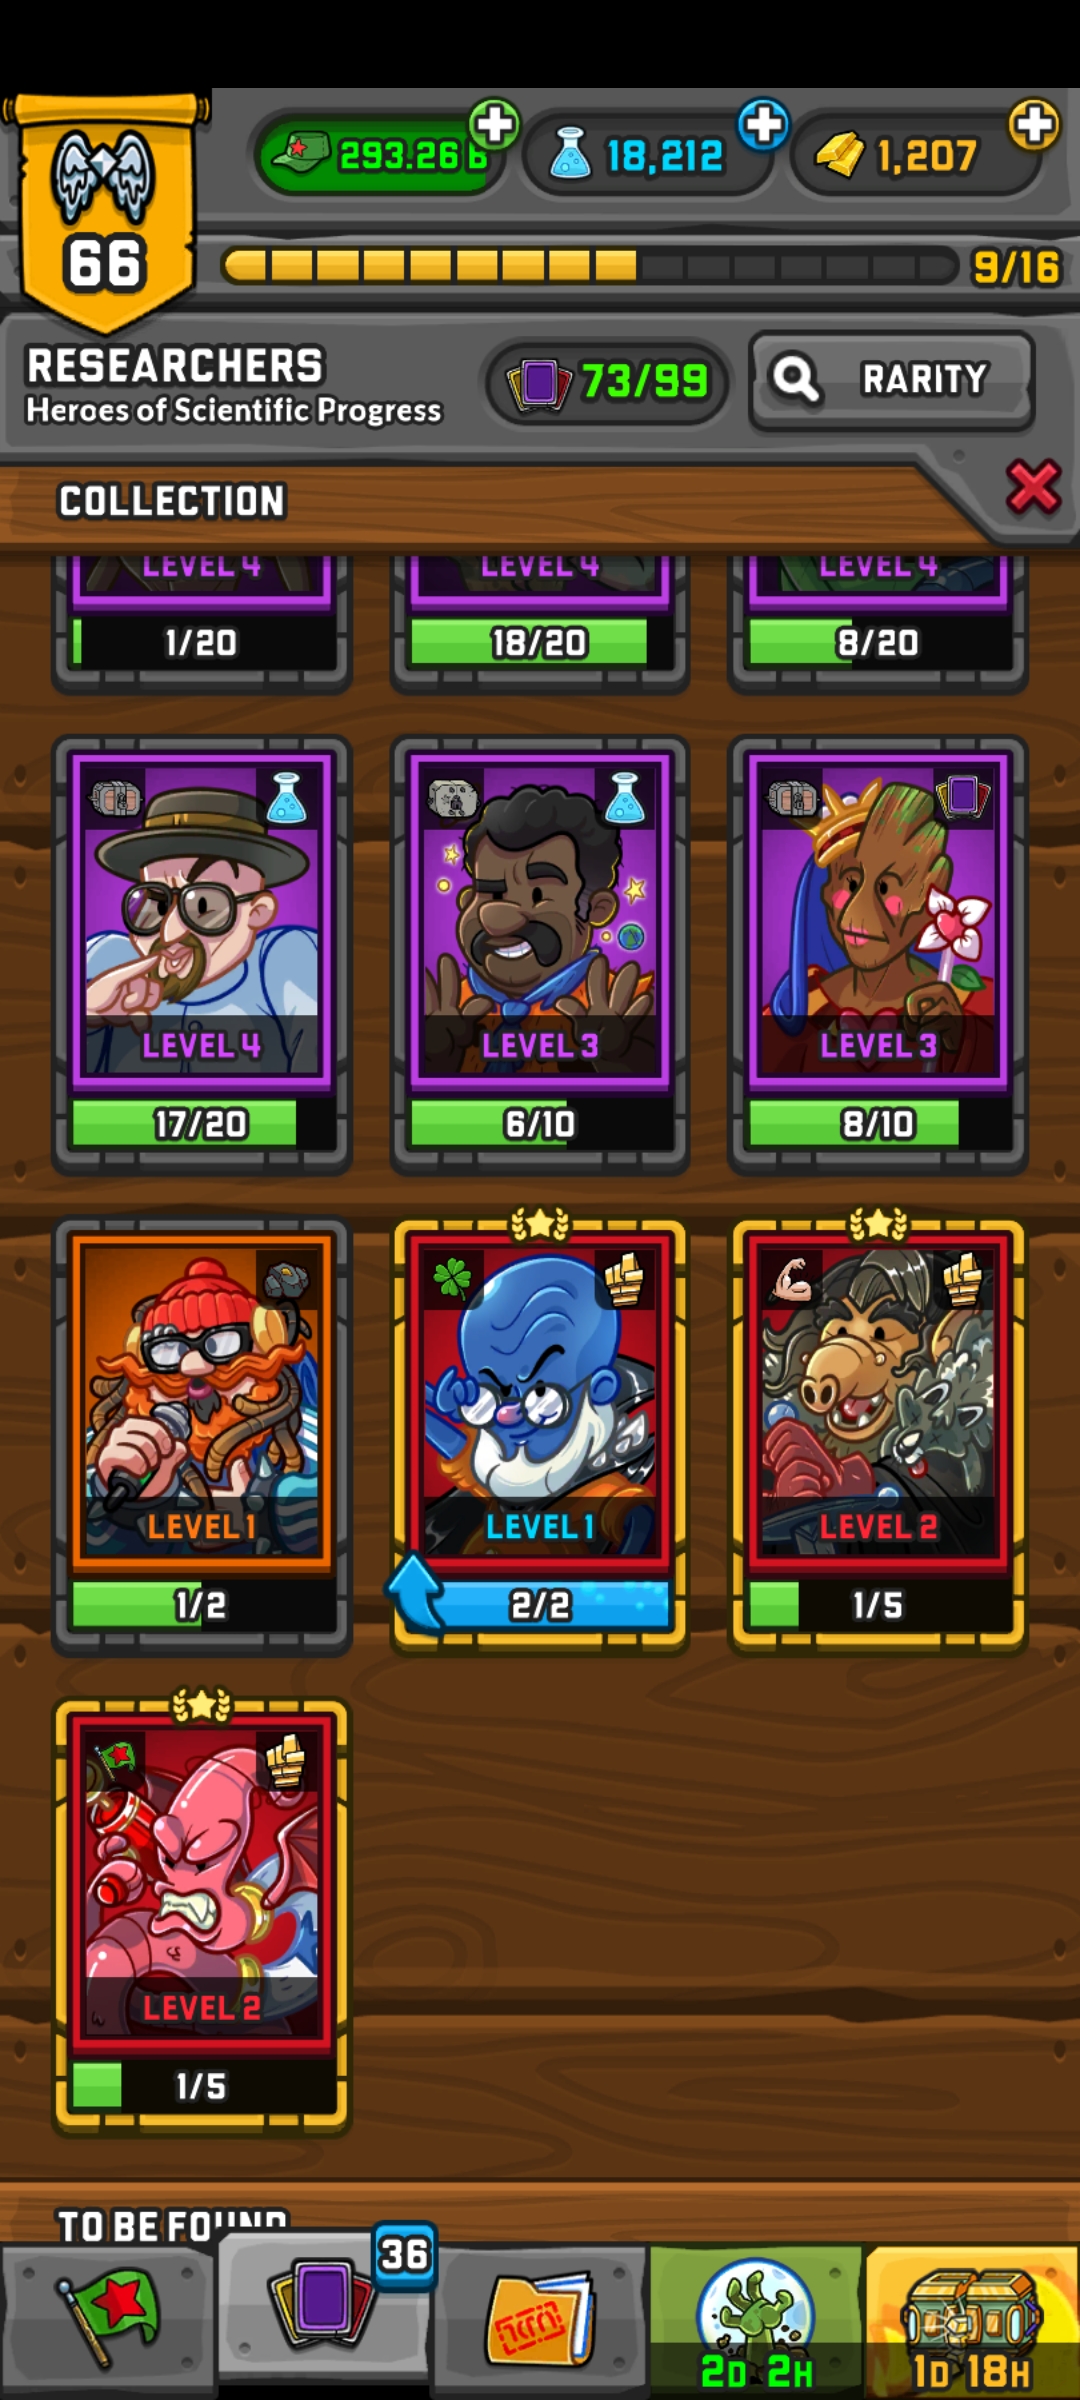 293.26 B
18,212
1,207
66
9/16
RESEARCHERS
Heroes of Scientific Progress
73/99
RARITY
COLLECTION
LEVEL 4
LEVEL 4
LEVEL 4
1/20
18/20
8/20
LEVEL 4
LEVEL 3
LEVEL 3
17/20
6/10
8/10
LEVEL 1
LEVEL 1
LEVEL 2
1/2
2/2
1/5
LEVEL 2
1/5
TO BE FOUND
36
2D 2H
1D 18H